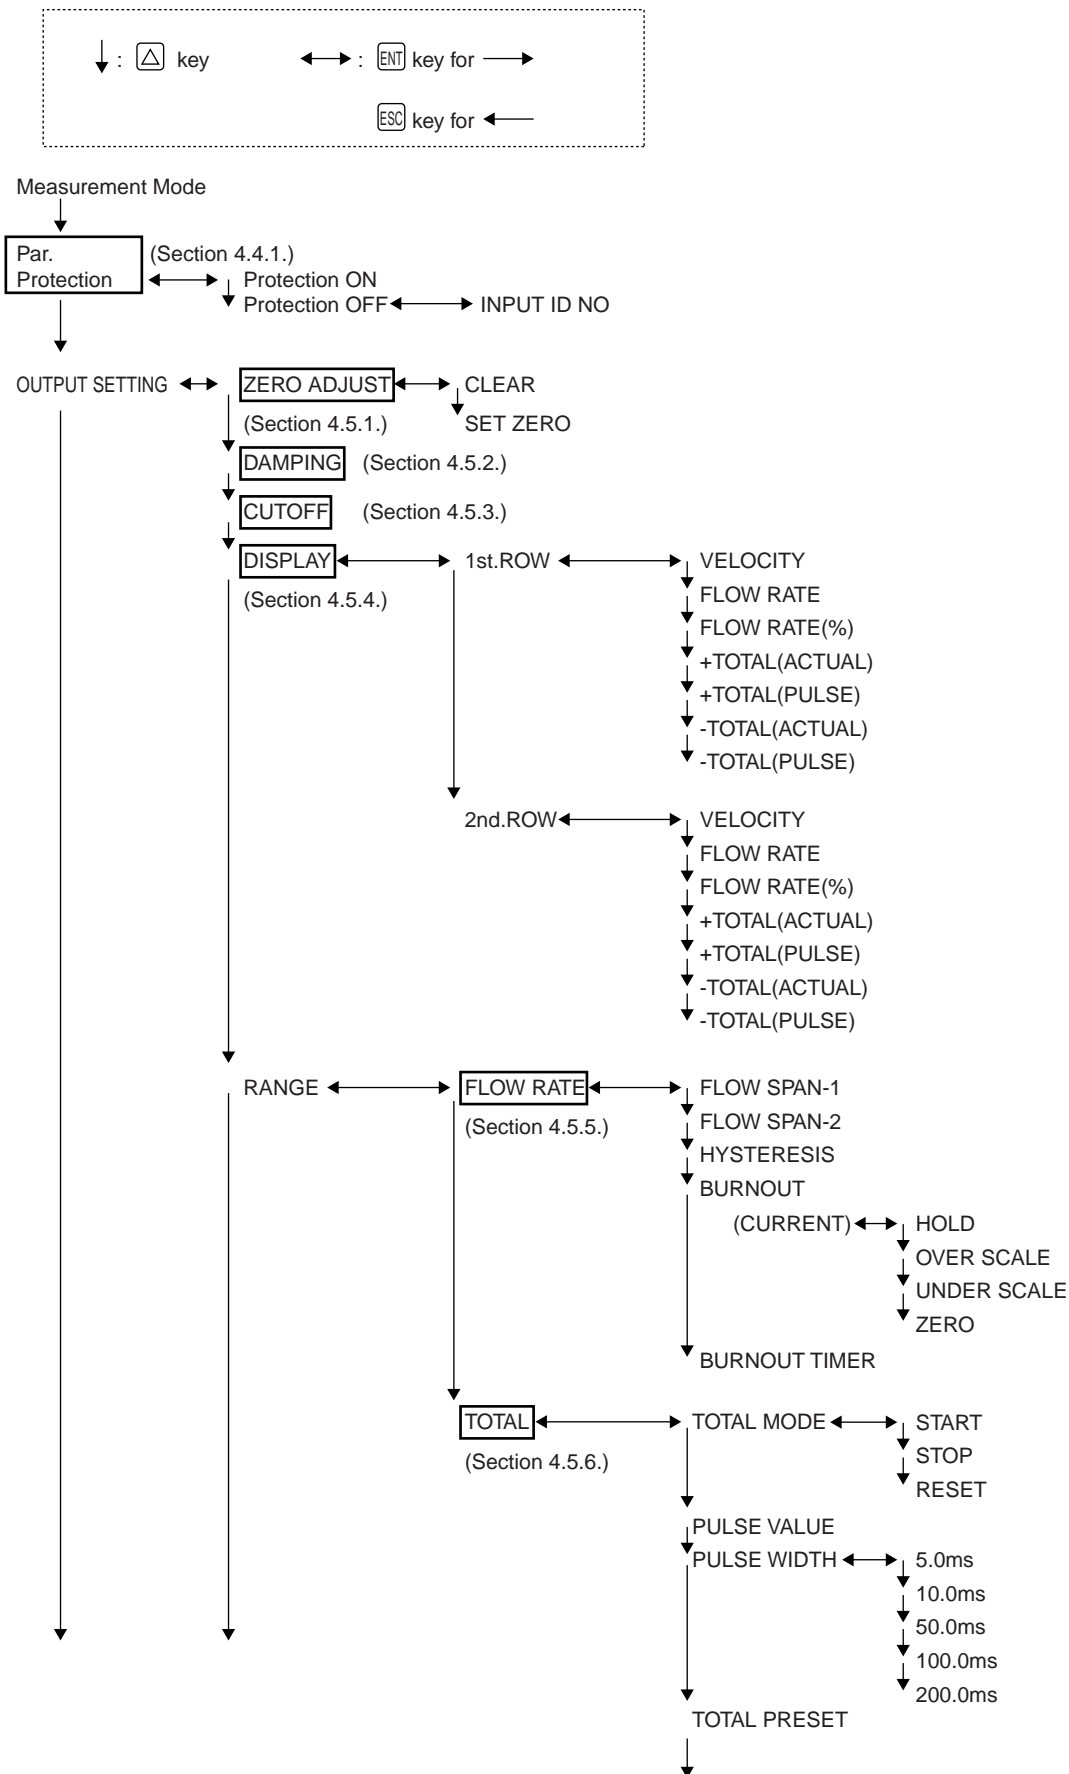 : △ key : ENT key for
ESC key for
Measurement Mode
Par. Protection (Section 4.4.1.)
Protection ON
Protection OFF INPUT ID NO
OUTPUT SETTING ZERO ADJUST CLEAR
(Section 4.5.1.) SET ZERO
DAMPING (Section 4.5.2.)
CUTOFF (Section 4.5.3.)
DISPLAY 1st.ROW VELOCITY
(Section 4.5.4.) FLOW RATE
FLOW RATE(%)
+TOTAL(ACTUAL)
+TOTAL(PULSE)
-TOTAL(ACTUAL)
-TOTAL(PULSE)
2nd.ROW VELOCITY
FLOW RATE
FLOW RATE(%)
+TOTAL(ACTUAL)
+TOTAL(PULSE)
-TOTAL(ACTUAL)
-TOTAL(PULSE)
RANGE FLOW RATE FLOW SPAN-1
(Section 4.5.5.) FLOW SPAN-2
HYSTERESIS
BURNOUT
(CURRENT) HOLD
OVER SCALE
UNDER SCALE
ZERO
BURNOUT TIMER
TOTAL TOTAL MODE START
(Section 4.5.6.) STOP
RESET
PULSE VALUE
PULSE WIDTH 5.0ms
10.0ms
50.0ms
100.0ms
200.0ms
TOTAL PRESET